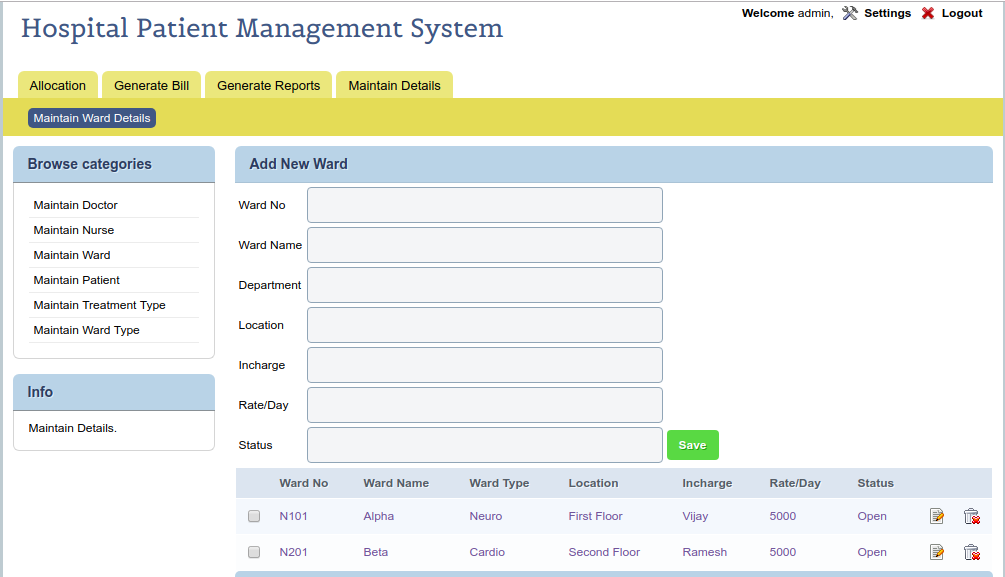 Welcome admin, Settings Logout
Hospital Patient Management System
Allocation Generate Bill Generate Reports Maintain Details
Maintain Ward Details
Browse categories
Maintain Doctor
Maintain Nurse
Maintain Ward
Maintain Patient
Maintain Treatment Type
Maintain Ward Type
Info
Maintain Details.
Add New Ward
Ward No
Ward Name
Department
Location
Incharge
Rate/Day
Status Save
Ward No Ward Name Ward Type Location Incharge Rate/Day Status
N101 Alpha Neuro First Floor Vijay 5000 Open
N201 Beta Cardio Second Floor Ramesh 5000 Open